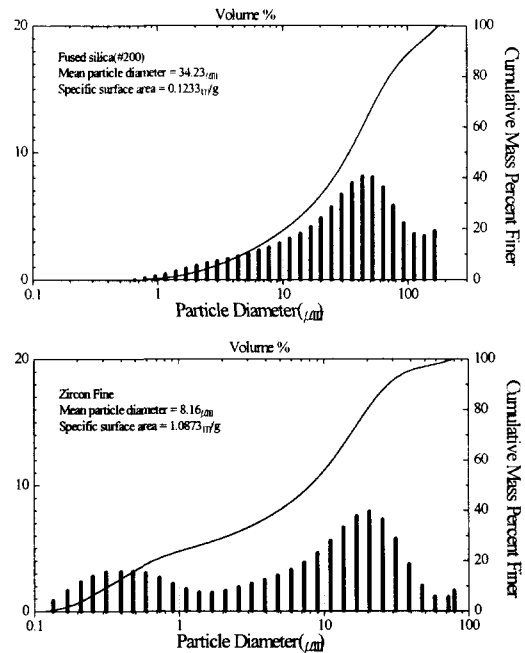 Volume %
20
Fused silica(#200)
Mean particle diameter = 34.23㎛
Specific surface area = 0.1233㎡/g
10
0
100
80
60
40
20
0
Cumulative Mass Percent Finer
0.1
1
10
100
Particle Diameter(㎛)
Volume %
20
Zircon Fine
Mean particle diameter = 8.16㎛
Specific surface area = 1.0873㎡/g
10
0
100
80
60
40
20
0
Cumulative Mass Percent Finer
0.1
1
10
100
Particle Diameter(㎛)